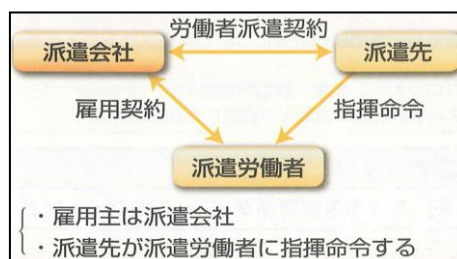 労働者派遣契約
派遣会社
派遣先
雇用契約
指揮命令
派遣労働者
・雇用主は派遣会社
・派遣先が派遣労働者に指揮命令する